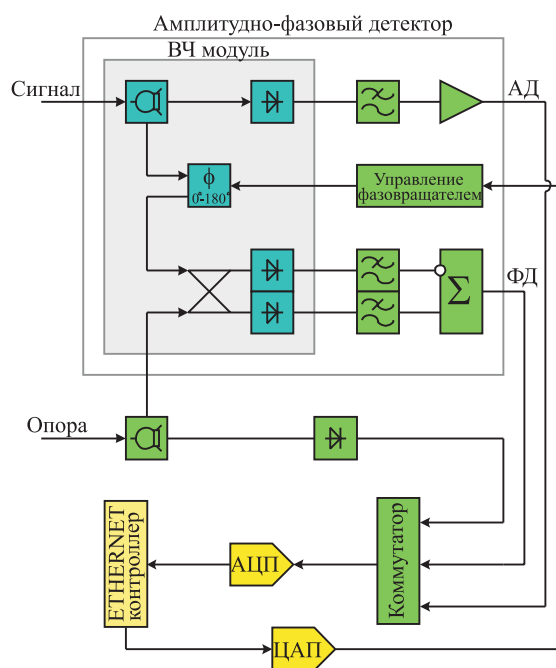 Амплитудно-фазовый детектор
ВЧ модуль
Сигнал
АД
ϕ
0°-180°
Управление
фазовращателем
Σ
ФД
Опора
Коммутатор
ETHERNET
контроллер
АЦП
ЦАП